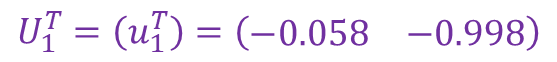 U₁ᵀ = (u₁ᵀ) = (−0.058 −0.998)